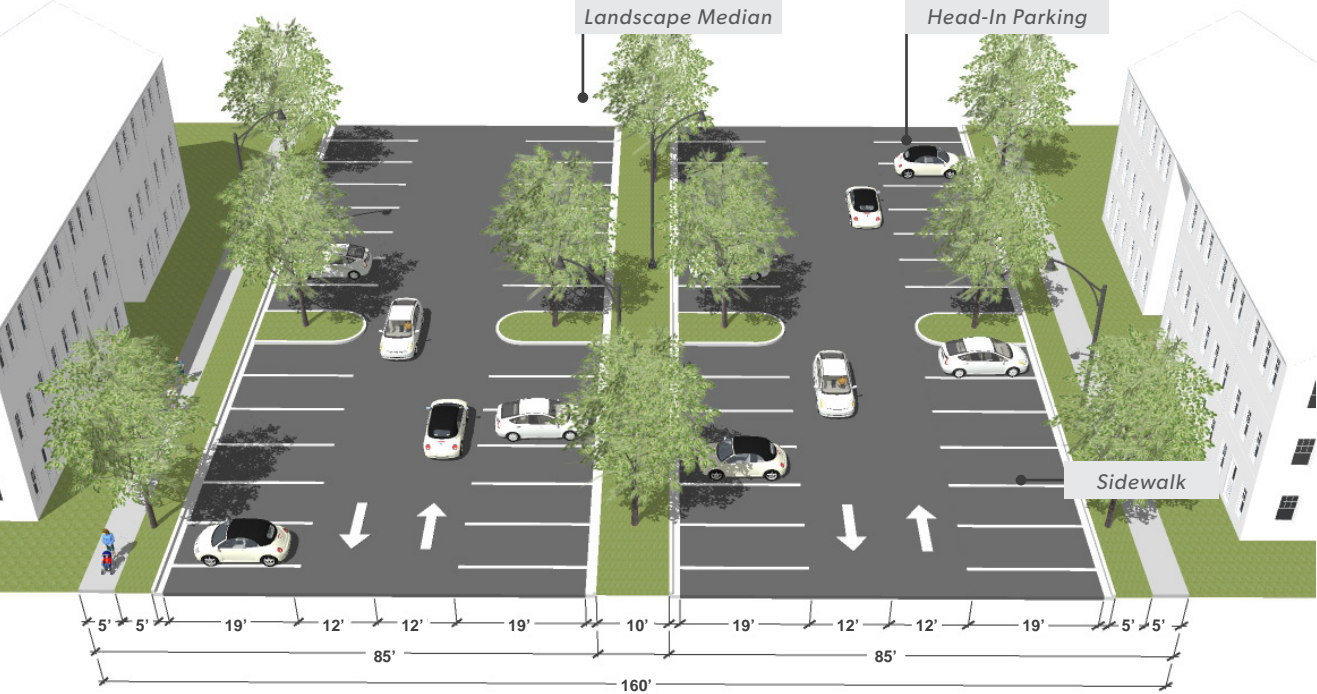 Landscape Median
Head-In Parking
Sidewalk
5' 5' 19' 12' 12' 19' 10' 19' 12' 12' 19' 5' 5'
85' 85'
160'